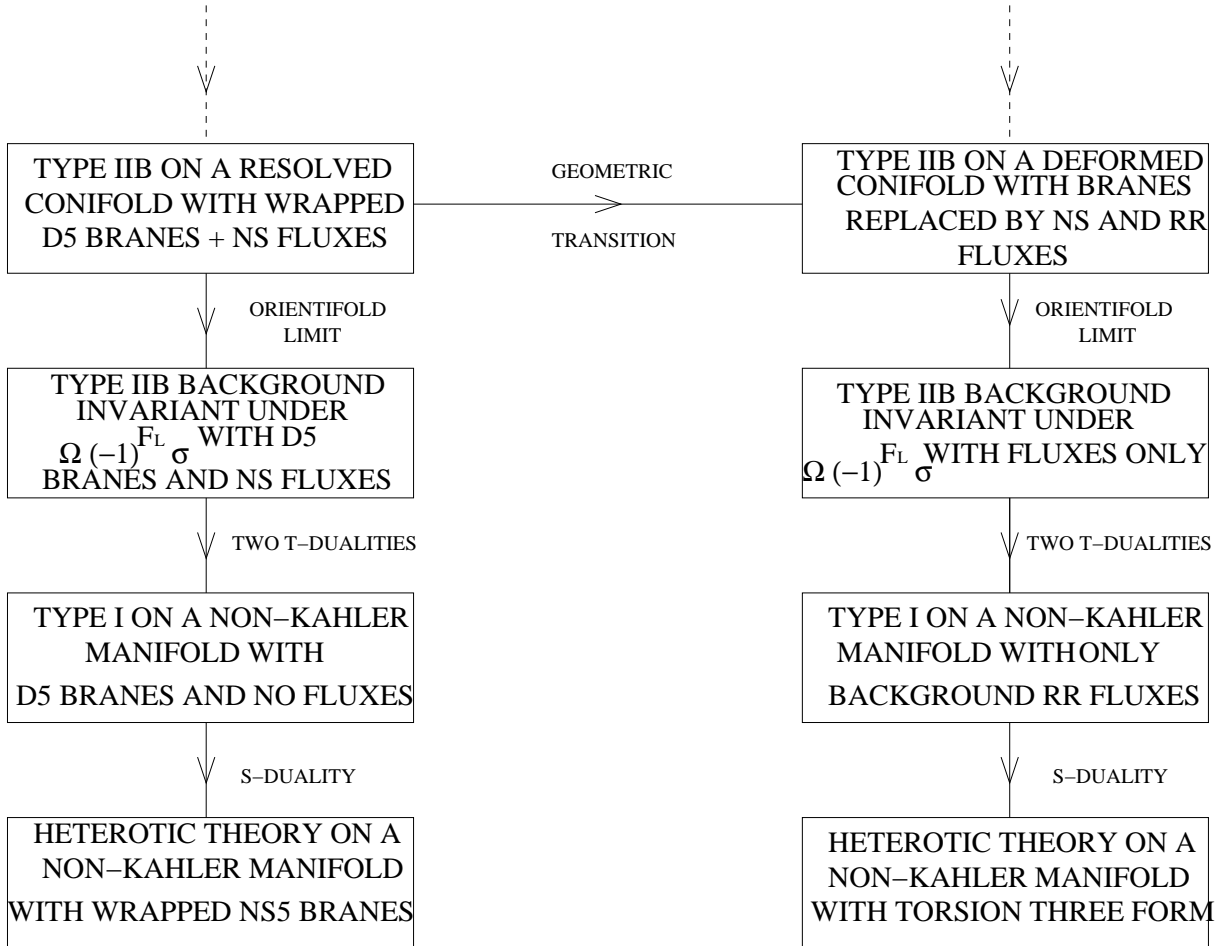 TYPE IIB ON A RESOLVED
CONIFOLD WITH WRAPPED
D5 BRANES + NS FLUXES
GEOMETRIC
TRANSITION
TYPE IIB ON A DEFORMED
CONIFOLD WITH BRANES
REPLACED BY NS AND RR
FLUXES
ORIENTIFOLD
LIMIT
ORIENTIFOLD
LIMIT
TYPE IIB BACKGROUND
INVARIANT UNDER
Ω (−1)^FL σ WITH D5
BRANES AND NS FLUXES
TYPE IIB BACKGROUND
INVARIANT UNDER
Ω (−1)^FL σ WITH FLUXES ONLY
TWO T−DUALITIES
TWO T−DUALITIES
TYPE I ON A NON−KAHLER
MANIFOLD WITH
D5 BRANES AND NO FLUXES
TYPE I ON A NON−KAHLER
MANIFOLD WITH ONLY
BACKGROUND RR FLUXES
S−DUALITY
S−DUALITY
HETEROTIC THEORY ON A
NON−KAHLER MANIFOLD
WITH WRAPPED NS5 BRANES
HETEROTIC THEORY ON A
NON−KAHLER MANIFOLD
WITH TORSION THREE FORM